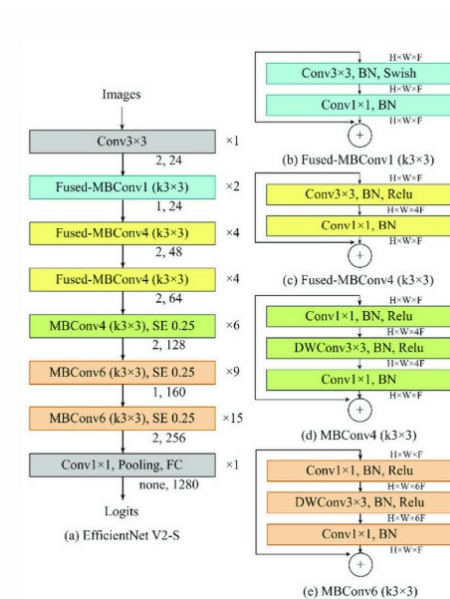 Images
Conv3×3 ×1
2, 24
Fused-MBConv1 (k3×3) ×2
1, 24
Fused-MBConv4 (k3×3) ×4
2, 48
Fused-MBConv4 (k3×3) ×4
2, 64
MBConv4 (k3×3), SE 0.25 ×6
2, 128
MBConv6 (k3×3), SE 0.25 ×9
1, 160
MBConv6 (k3×3), SE 0.25 ×15
2, 256
Conv1×1, Pooling, FC ×1
none, 1280
Logits
(a) EfficientNet V2-S
H×W×F
Conv3×3, BN, Swish
H×W×F
Conv1×1, BN
H×W×F
+
(b) Fused-MBConv1 (k3×3)
H×W×F
Conv3×3, BN, Relu
H×W×4F
Conv1×1, BN
H×W×F
+
(c) Fused-MBConv4 (k3×3)
H×W×F
Conv1×1, BN, Relu
H×W×4F
DWConv3×3, BN, Relu
H×W×4F
Conv1×1, BN
H×W×F
+
(d) MBConv4 (k3×3)
H×W×F
Conv1×1, BN, Relu
H×W×6F
DWConv3×3, BN, Relu
H×W×6F
Conv1×1, BN
H×W×F
+
(e) MBConv6 (k3×3)